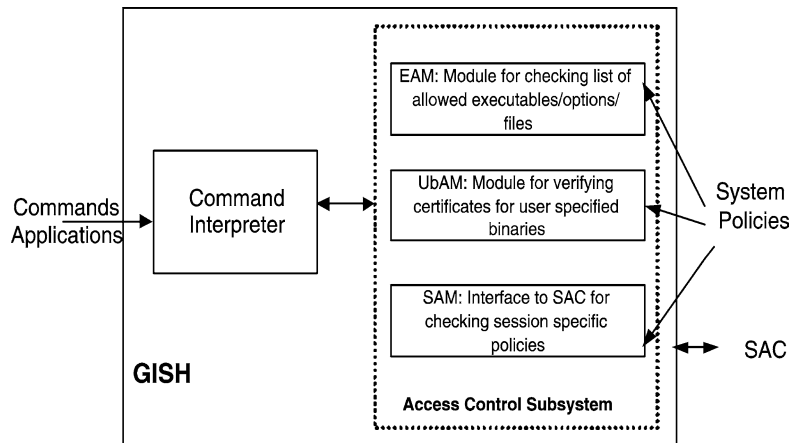 EAM: Module for checking list of
allowed executables/options/
files
Commands
Applications
Command
Interpreter
UbAM: Module for verifying
certificates for user specified
binaries
System
Policies
SAM: Interface to SAC for
checking session specific
policies
SAC
GISH
Access Control Subsystem